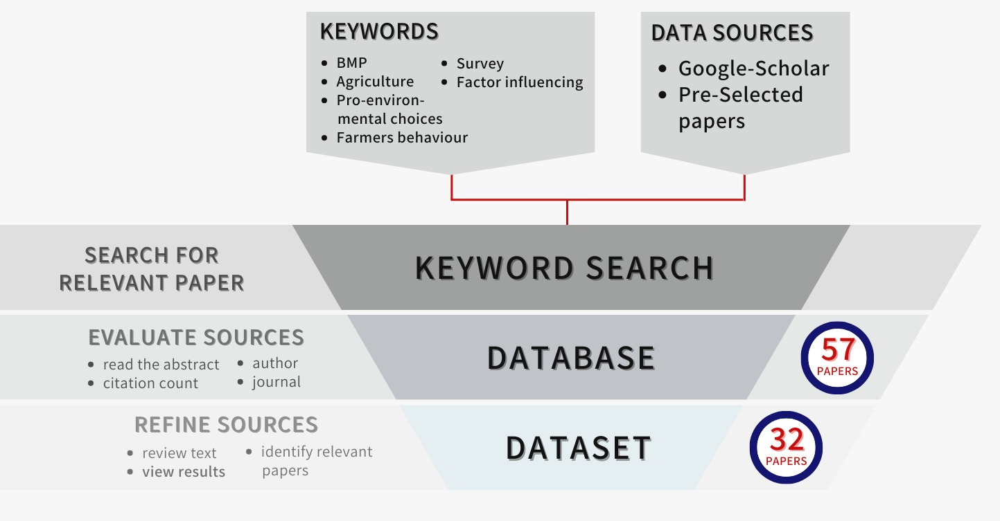 KEYWORDS
• BMP
• Agriculture
• Pro-environ-
mental choices
• Farmers behaviour
• Survey
• Factor influencing
DATA SOURCES
• Google-Scholar
• Pre-Selected
papers
SEARCH FOR
RELEVANT PAPER
KEYWORD SEARCH
EVALUATE SOURCES
• read the abstract
• citation count
• author
• journal
DATABASE
57
PAPERS
REFINE SOURCES
• review text
• view results
• identify relevant
papers
DATASET
32
PAPERS